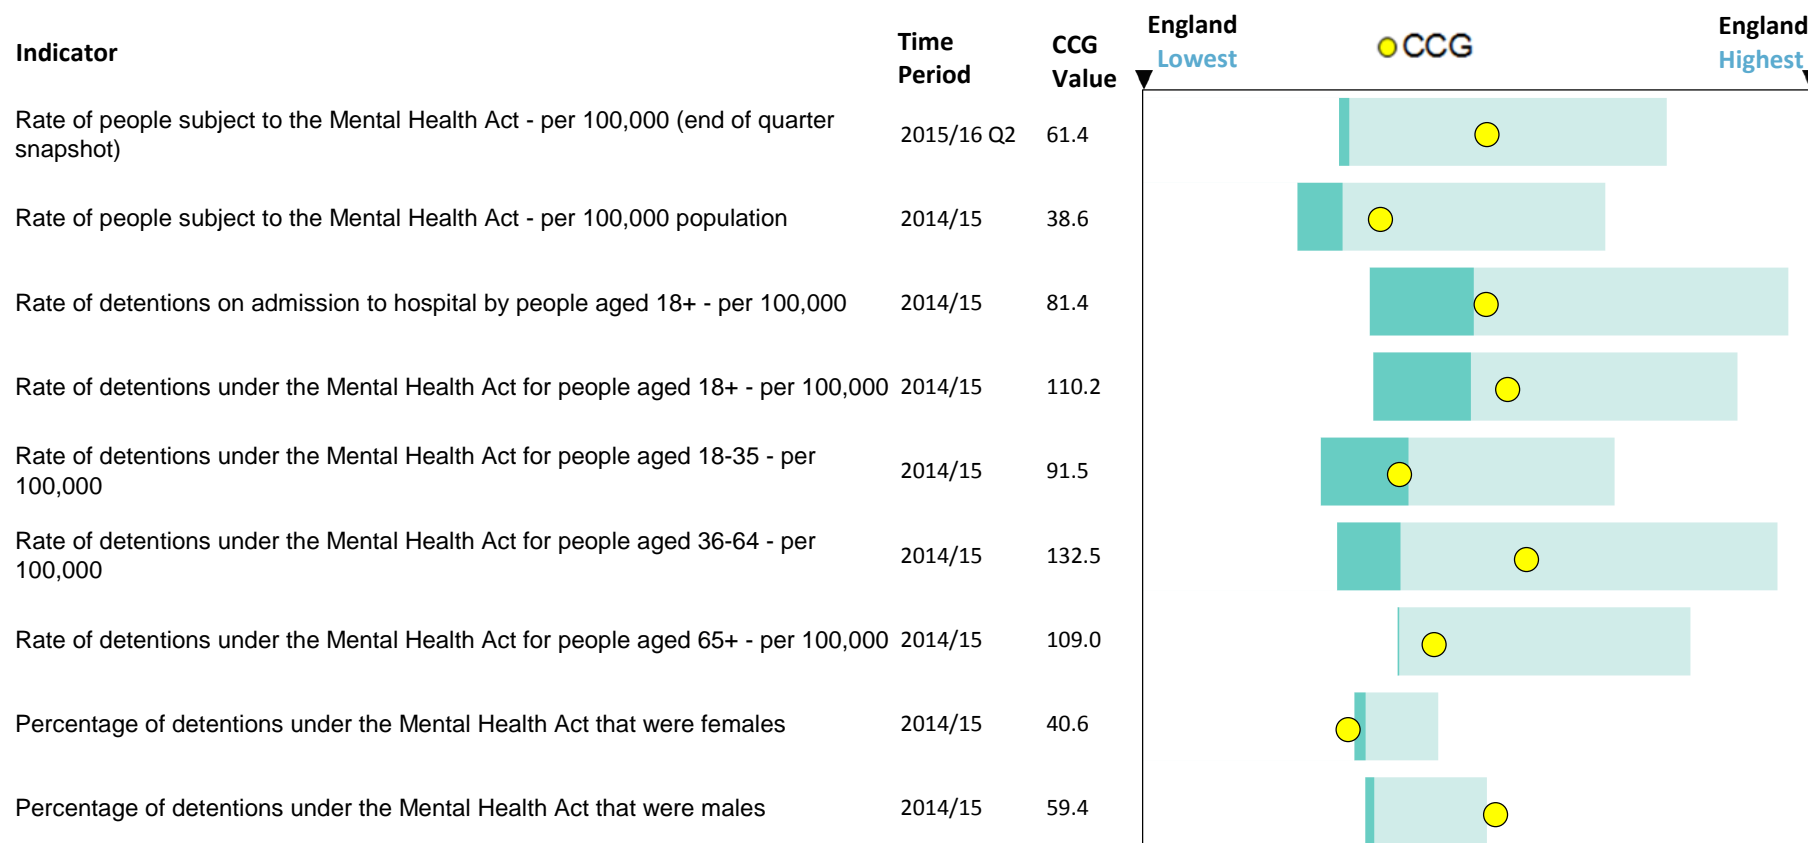 Indicator
Time
Period
CCG
Value
England
Lowest
CCG
England
Highest
Rate of people subject to the Mental Health Act - per 100,000 (end of quarter
snapshot)
2015/16 Q2
61.4
Rate of people subject to the Mental Health Act - per 100,000 population
2014/15
38.6
Rate of detentions on admission to hospital by people aged 18+ - per 100,000
2014/15
81.4
Rate of detentions under the Mental Health Act for people aged 18+ - per 100,000
2014/15
110.2
Rate of detentions under the Mental Health Act for people aged 18-35 - per
100,000
2014/15
91.5
Rate of detentions under the Mental Health Act for people aged 36-64 - per
100,000
2014/15
132.5
Rate of detentions under the Mental Health Act for people aged 65+ - per 100,000
2014/15
109.0
Percentage of detentions under the Mental Health Act that were females
2014/15
40.6
Percentage of detentions under the Mental Health Act that were males
2014/15
59.4